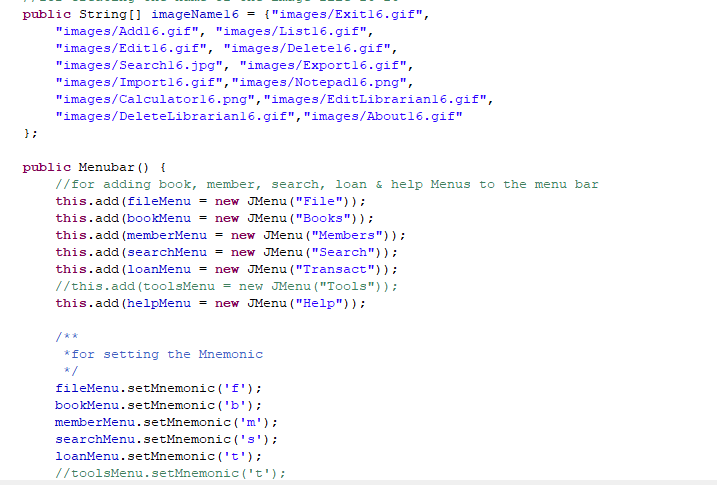 public String[] imageName16 = {"images/Exit16.gif",
"images/Add16.gif", "images/List16.gif",
"images/Edit16.gif", "images/Delete16.gif",
"images/Search16.jpg", "images/Export16.gif",
"images/Import16.gif","images/Notepad16.png",
"images/Calculator16.png","images/EditLibrarian16.gif",
"images/DeleteLibrarian16.gif","images/About16.gif"
};
public Menubar() {
//for adding book, member, search, loan & help Menus to the menu bar
this.add(fileMenu = new JMenu("File"));
this.add(bookMenu = new JMenu("Books"));
this.add(memberMenu = new JMenu("Members"));
this.add(searchMenu = new JMenu("Search"));
this.add(loanMenu = new JMenu("Transact"));
//this.add(toolsMenu = new JMenu("Tools"));
this.add(helpMenu = new JMenu("Help"));
/**
*for setting the Mnemonic
*/
fileMenu.setMnemonic('f');
bookMenu.setMnemonic('b');
memberMenu.setMnemonic('m');
searchMenu.setMnemonic('s');
loanMenu.setMnemonic('t');
//toolsMenu.setMnemonic('t');